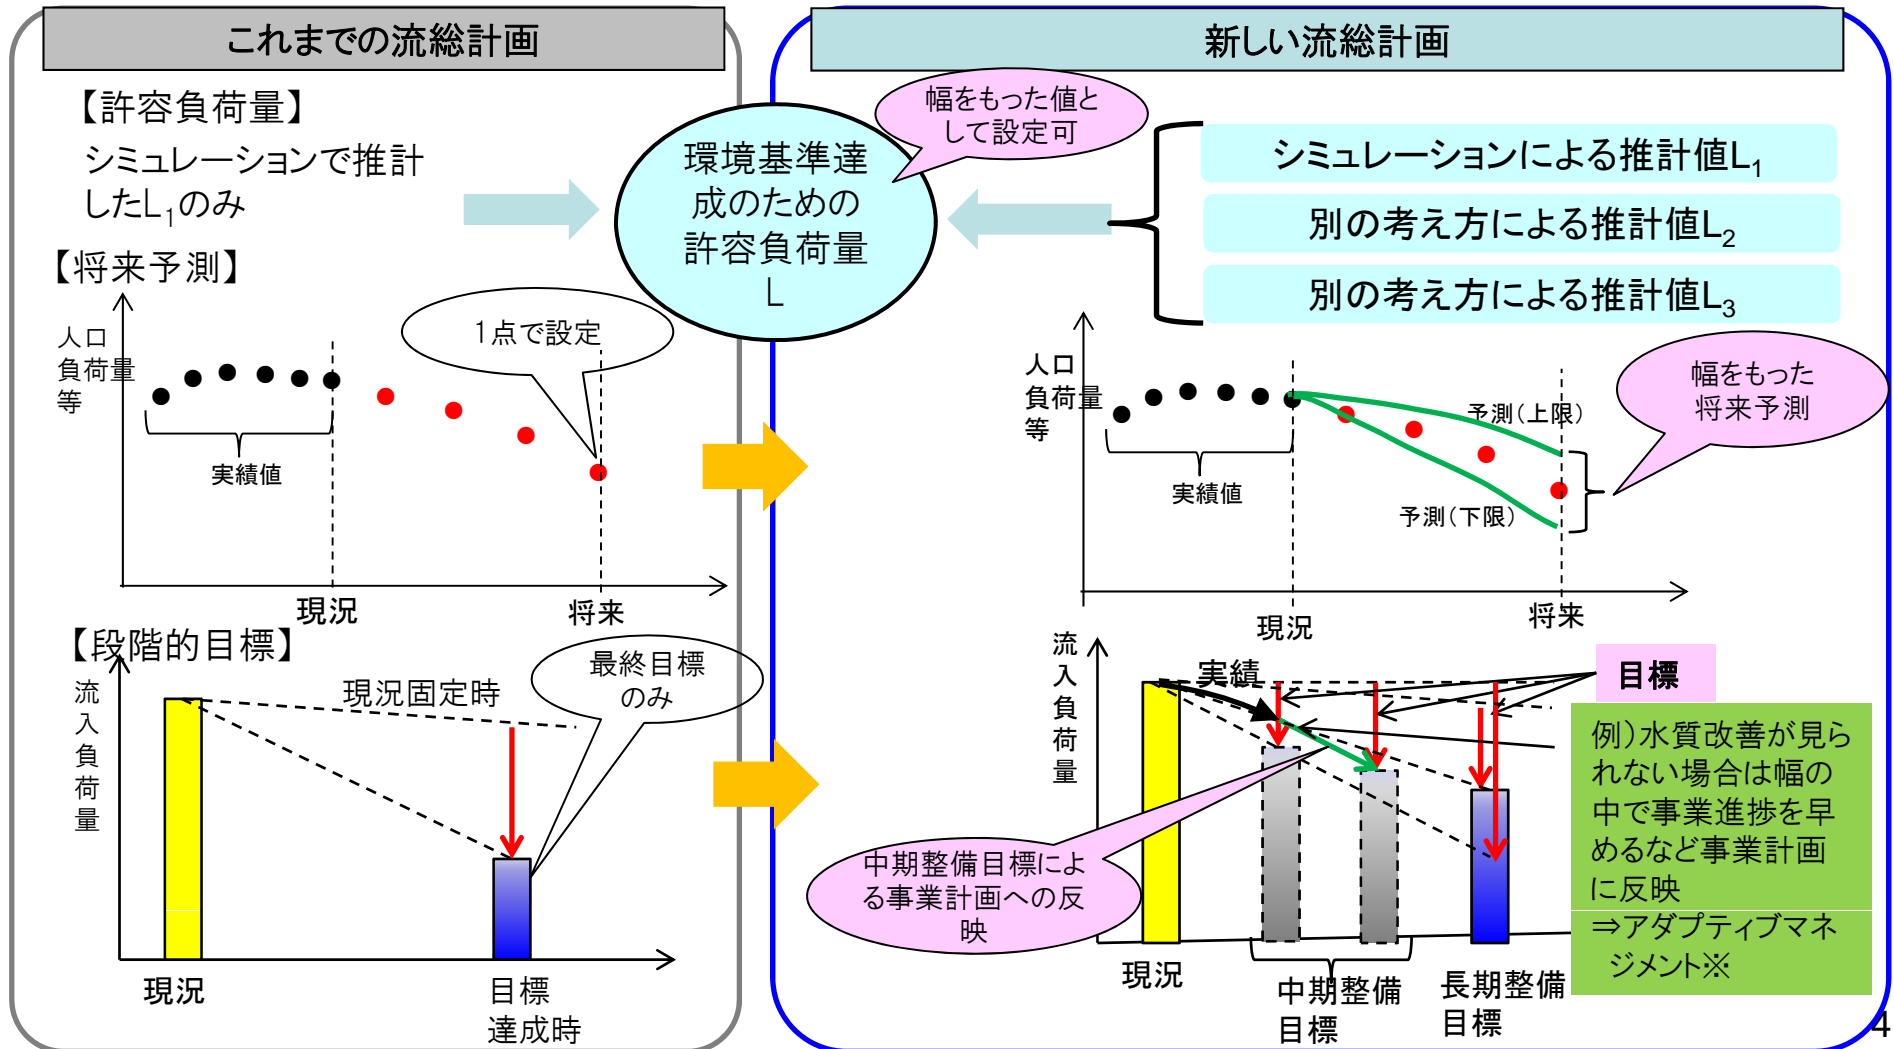 これまでの流総計画
【許容負荷量】
シミュレーションで推計
したL1のみ
【将来予測】
人口
負荷量
等
1点で設定
実績値
現況
将来
【段階的目標】
流入負荷量
現況固定時
最終目標
のみ
現況
目標
達成時
環境基準達
成のための
許容負荷量
L
新しい流総計画
幅をもった値と
して設定可
シミュレーションによる推計値L1
別の考え方による推計値L2
別の考え方による推計値L3
人口
負荷量
等
実績値
予測(上限)
予測(下限)
幅をもった
将来予測
現況
将来
流入負荷量
実績
目標
例)水質改善が見ら
れない場合は幅の
中で事業進捗を早
めるなど事業計画
に反映
⇒アダプティブマネ
ジメント※
中期整備目標によ
る事業計画への反
映
現況
中期整備
目標
長期整備
目標
4